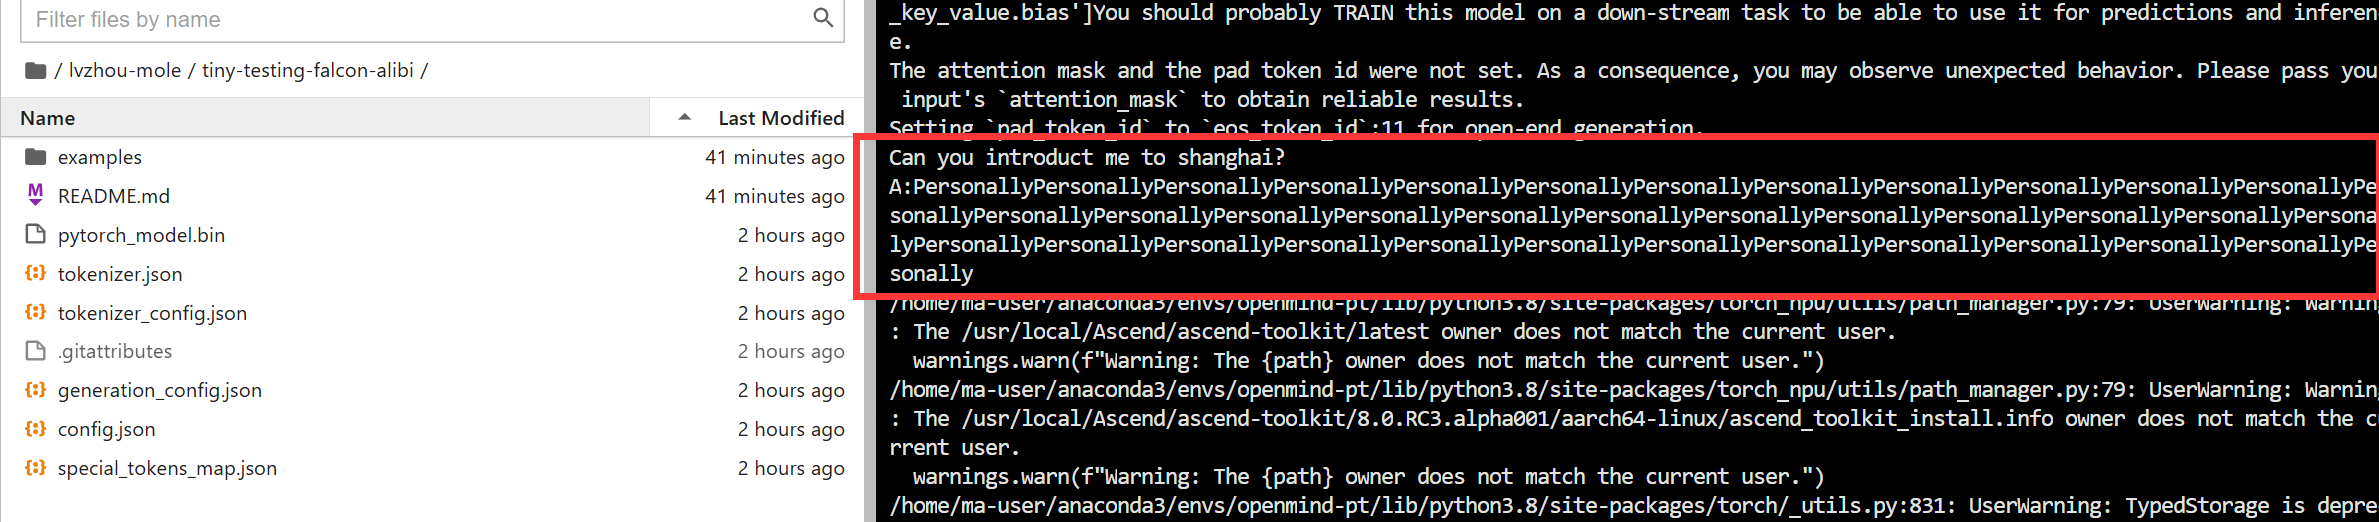 Filter files by name
/ lvzhou-mole / tiny-testing-falcon-alibi /
Name Last Modified
examples 41 minutes ago
README.md 41 minutes ago
pytorch_model.bin 2 hours ago
tokenizer.json 2 hours ago
tokenizer_config.json 2 hours ago
.gitattributes 2 hours ago
generation_config.json 2 hours ago
config.json 2 hours ago
special_tokens_map.json 2 hours ago
_key_value.bias']You should probably TRAIN this model on a down-stream task to be able to use it for predictions and inferenc
e.
The attention mask and the pad token id were not set. As a consequence, you may observe unexpected behavior. Please pass you
input's `attention_mask` to obtain reliable results.
Setting `pad_token_id` to `eos_token_id`:11 for open-end generation.
Can you introduct me to shanghai?
A:PersonallyPersonallyPersonallyPersonallyPersonallyPersonallyPersonallyPersonallyPersonallyPersonallyPersonallyPersonallyPe
sonallyPersonallyPersonallyPersonallyPersonallyPersonallyPersonallyPersonallyPersonallyPersonallyPersonallyPersonallyPersona
lyPersonallyPersonallyPersonallyPersonallyPersonallyPersonallyPersonallyPersonallyPersonallyPersonallyPersonallyPersonallyPe
sonally
/home/ma-user/anaconda3/envs/openmind-pt/lib/python3.8/site-packages/torch_npu/utils/path_manager.py:79: UserWarning: Warning
: The /usr/local/Ascend/ascend-toolkit/latest owner does not match the current user.
warnings.warn(f"Warning: The {path} owner does not match the current user.")
/home/ma-user/anaconda3/envs/openmind-pt/lib/python3.8/site-packages/torch_npu/utils/path_manager.py:79: UserWarning: Warning
: The /usr/local/Ascend/ascend-toolkit/8.0.RC3.alpha001/aarch64-linux/ascend_toolkit_install.info owner does not match the c
rrent user.
warnings.warn(f"Warning: The {path} owner does not match the current user.")
/home/ma-user/anaconda3/envs/openmind-pt/lib/python3.8/site-packages/torch/_utils.py:831: UserWarning: TypedStorage is depre